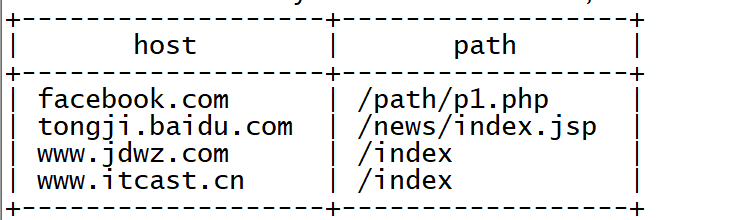 +-------------------+------------------+
| host | path |
+-------------------+------------------+
| facebook.com | /path/p1.php |
| tongji.baidu.com | /news/index.jsp |
| www.jdwz.com | /index |
| www.itcast.cn | /index |
+-------------------+------------------+